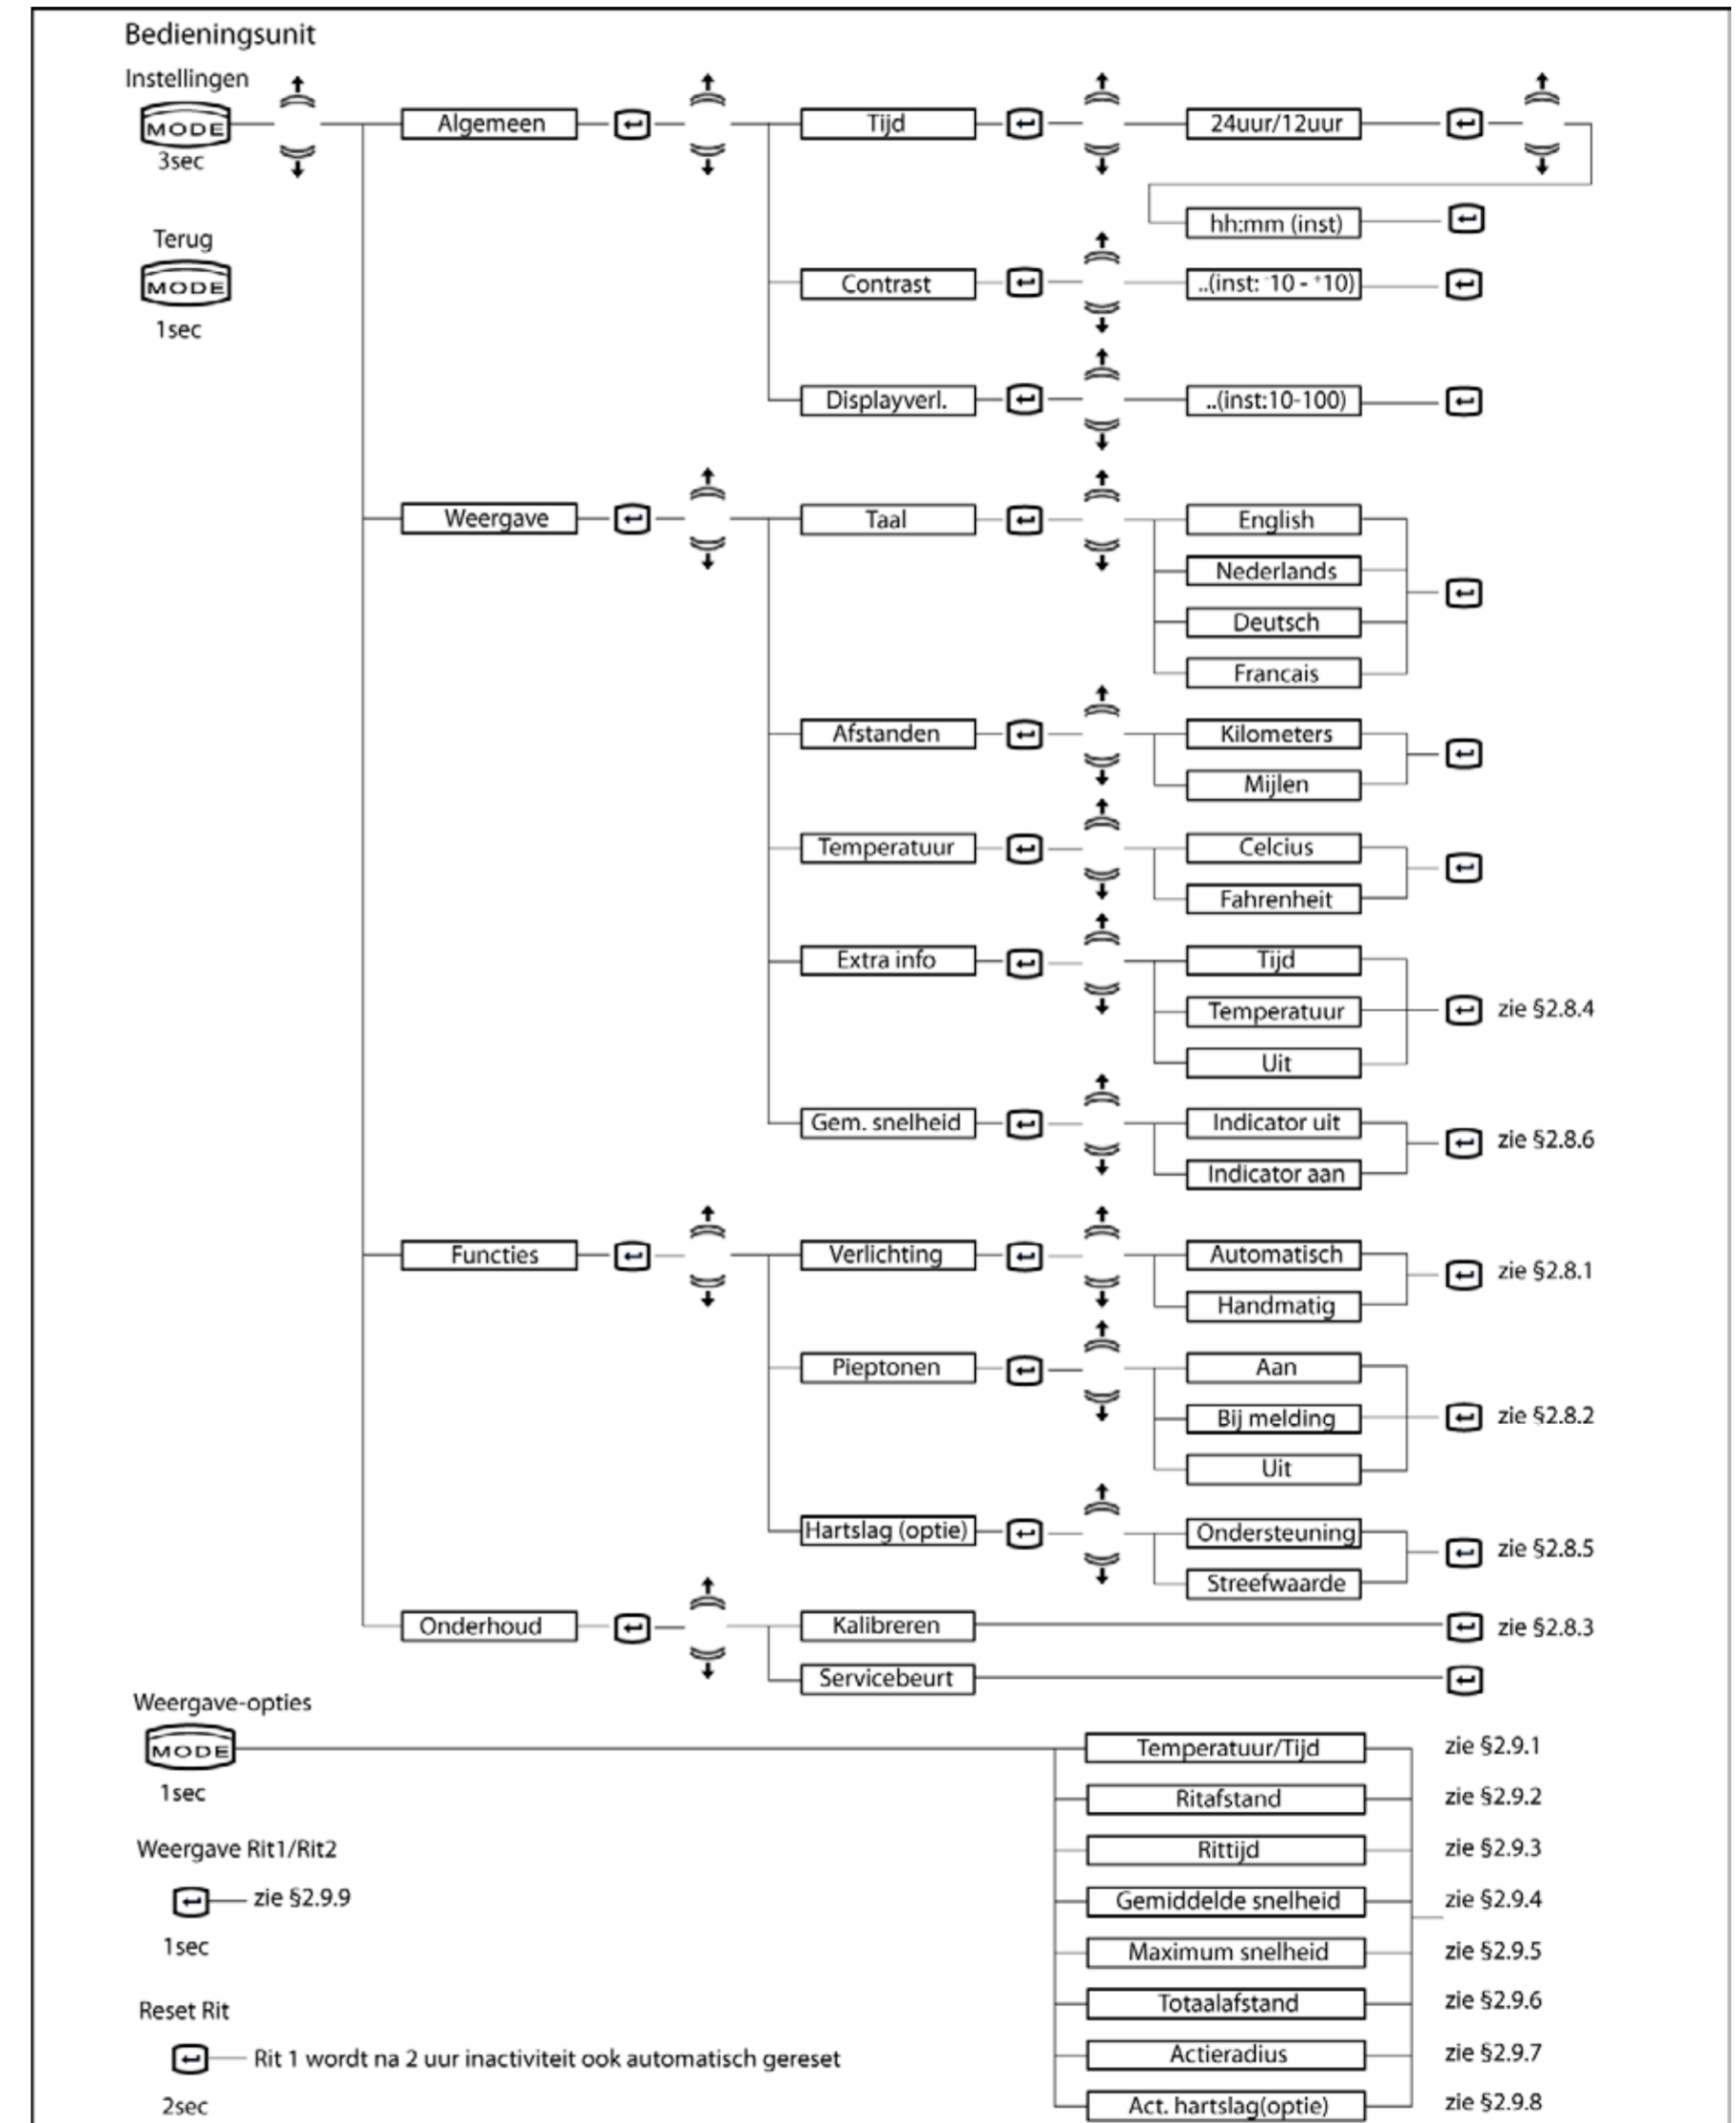 Bedieningsunit
Instellingen
MODE
3sec
Algemeen
Tijd
24uur/12uur
hh:mm (inst)
Terug
MODE
1sec
Contrast
..(inst: -10 - +10)
Displayverl.
..(inst:10-100)
Weergave
Taal
English
Nederlands
Deutsch
Francais
Afstanden
Kilometers
Mijlen
Temperatuur
Celcius
Fahrenheit
Extra info
Tijd
Temperatuur
zie §2.8.4
Uit
Gem. snelheid
Indicator uit
zie §2.8.6
Indicator aan
Functies
Verlichting
Automatisch
zie §2.8.1
Handmatig
Pieptonen
Aan
Bij melding
zie §2.8.2
Uit
Hartslag (optie)
Ondersteuning
zie §2.8.5
Streefwaarde
Onderhoud
Kalibreren
zie §2.8.3
Servicebeurt
Weergave-opties
MODE
1sec
Temperatuur/Tijd
zie §2.9.1
Ritafstand
zie §2.9.2
Rittijd
zie §2.9.3
Gemiddelde snelheid
zie §2.9.4
Maximum snelheid
zie §2.9.5
Totaalafstand
zie §2.9.6
Actieradius
zie §2.9.7
Act. hartslag(optie)
zie §2.9.8
Weergave Rit1/Rit2
zie §2.9.9
1sec
Reset Rit
Rit 1 wordt na 2 uur inactiviteit ook automatisch gereset
2sec